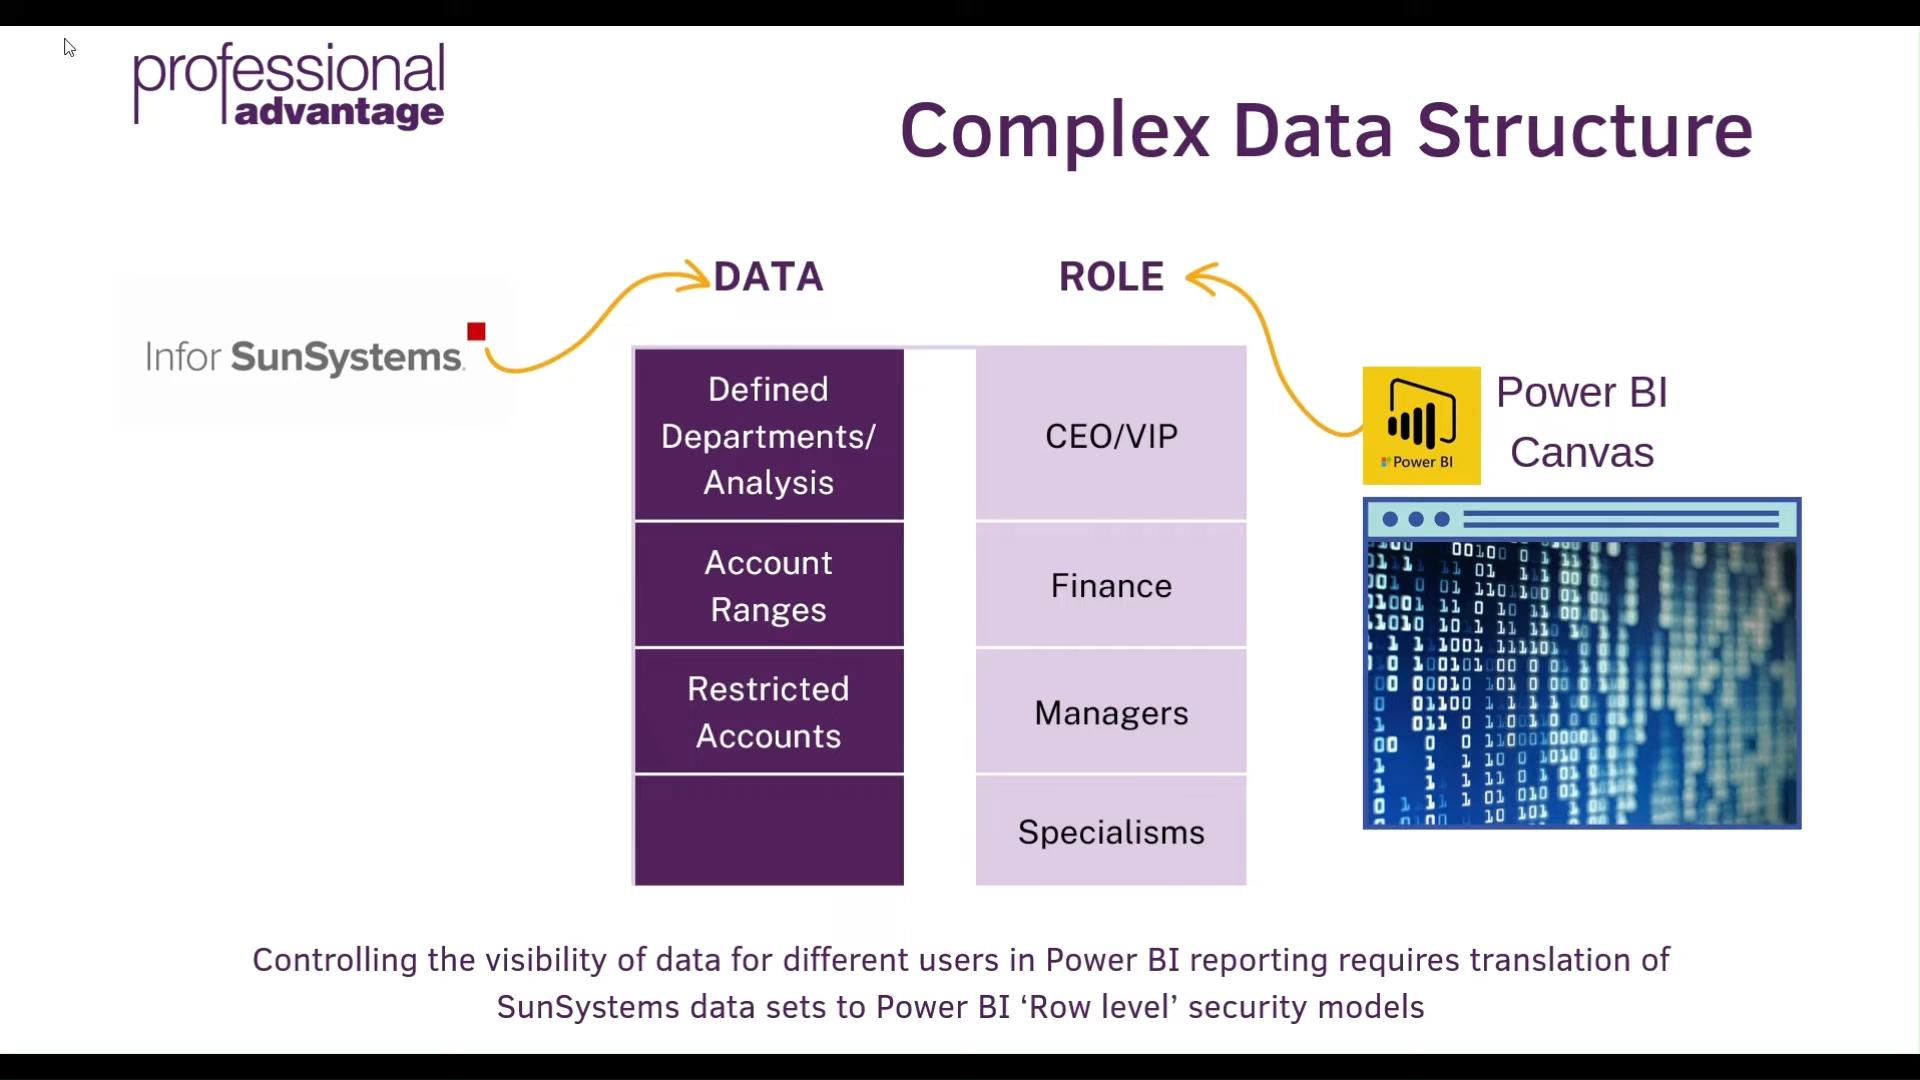 professional
advantage
Complex Data Structure
DATA
ROLE
Infor SunSystems.
Defined
Departments/
Analysis
CEO/VIP
Account
Ranges
Finance
Restricted
Accounts
Managers
Specialisms
Power BI
Power BI
Canvas
Controlling the visibility of data for different users in Power BI reporting requires translation of
SunSystems data sets to Power BI ‘Row level’ security models